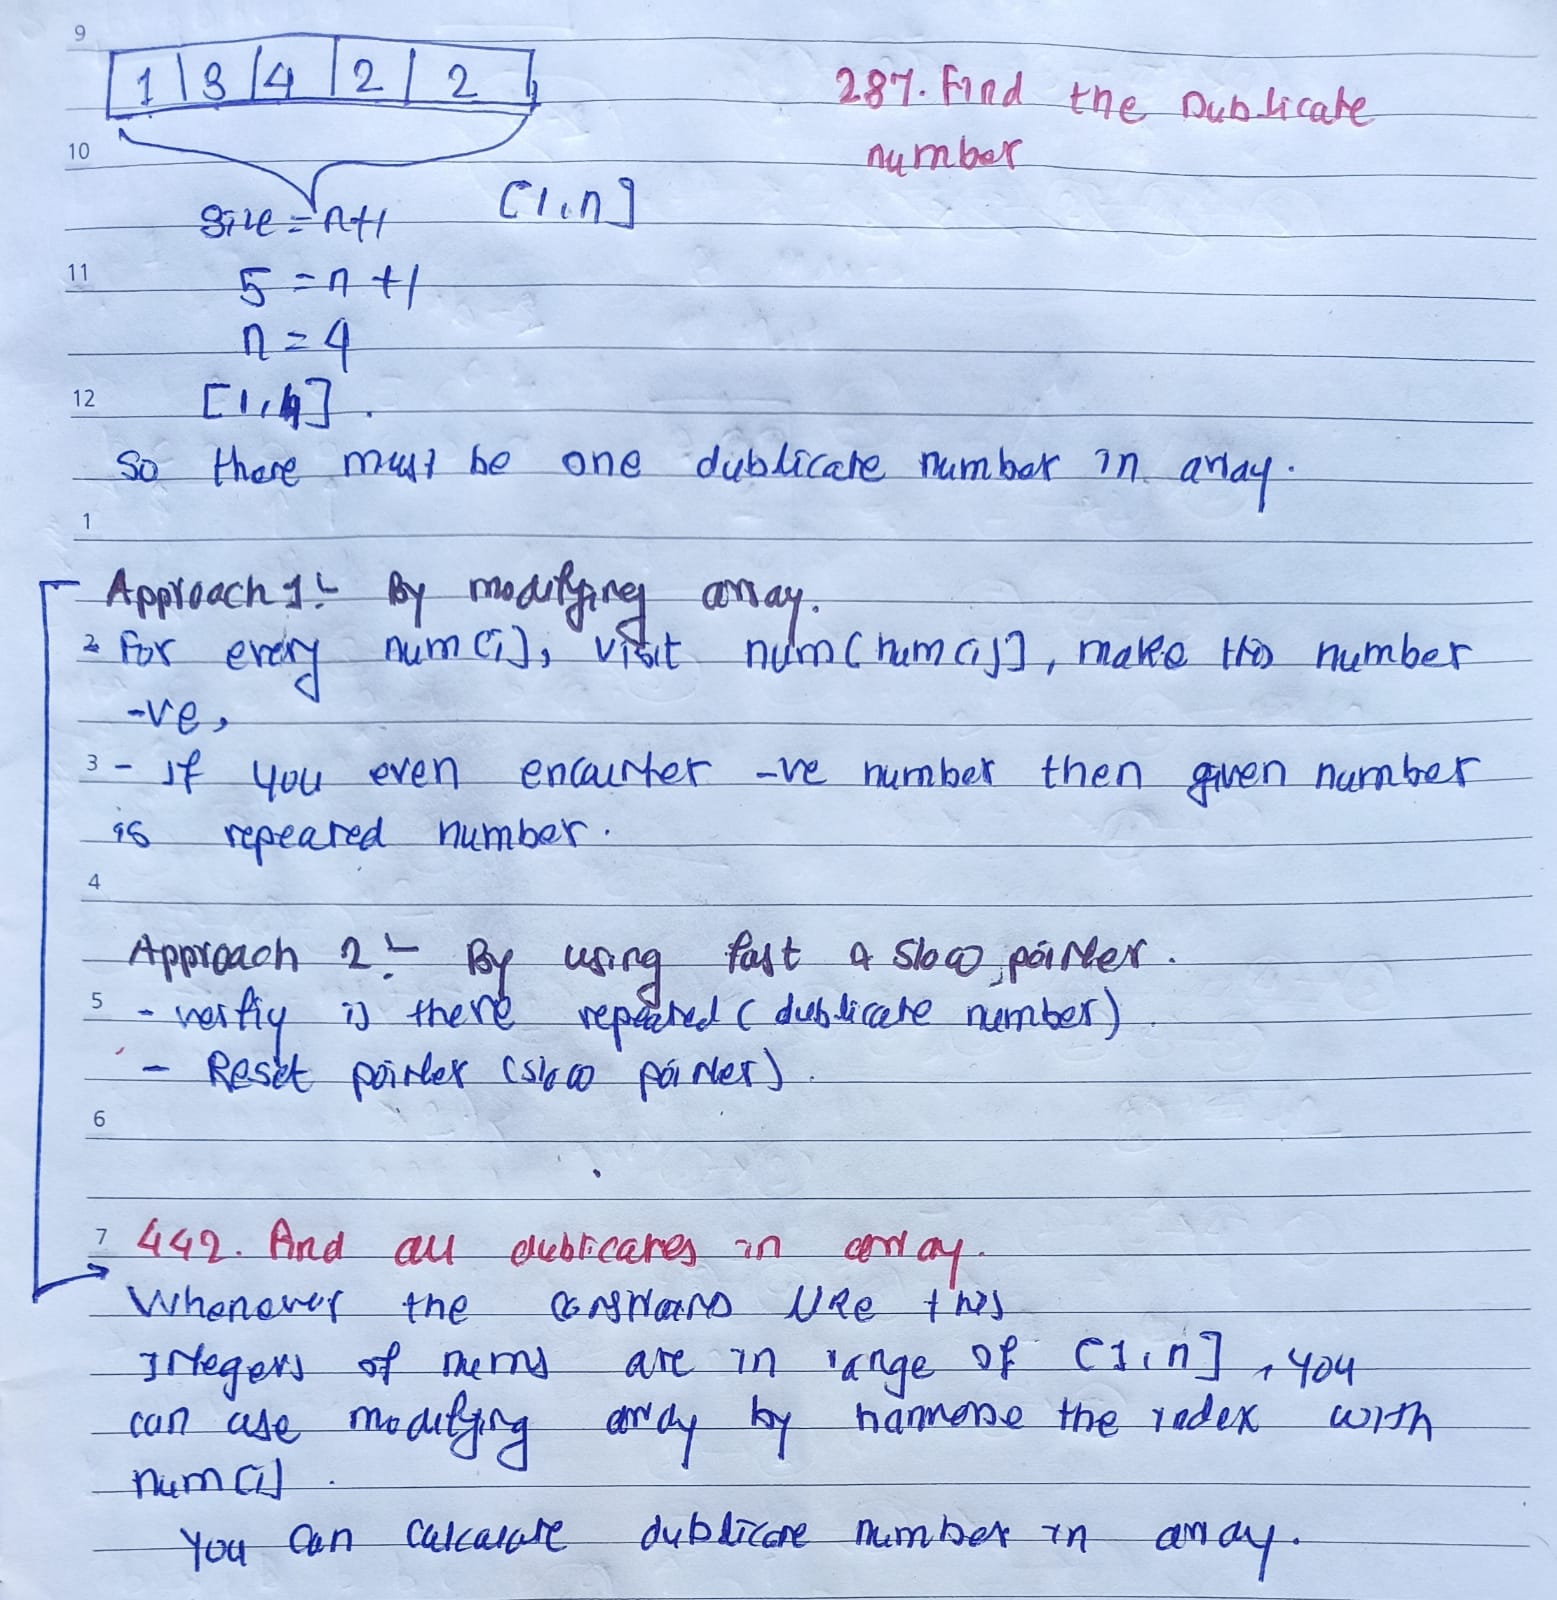 9
1 3 4 2 2
287. Find the Dublicate
number
10
Size = n+1 [1,n]
11
5 = n+1
n = 4
12
[1,4].
So there must be one dublicate number in array.
1
Approach 1:- By modifying array.
2 For every num[i], visit num[num[i]], make this number
-ve,
3 - If you even encounter -ve number then given number
is repeated number.
4
Approach 2:- By using fast & slow pointer.
5 - verfiy is there repeated (dublicate number)
- Reset pointer (slow pointer).
6
7 442. Find all dublicates in array.
Whenever the constrains like this
Integers of nums are in range of [1,n], you
can use modifying array by the index with
num[i].
You can calculate dublicate number in array.